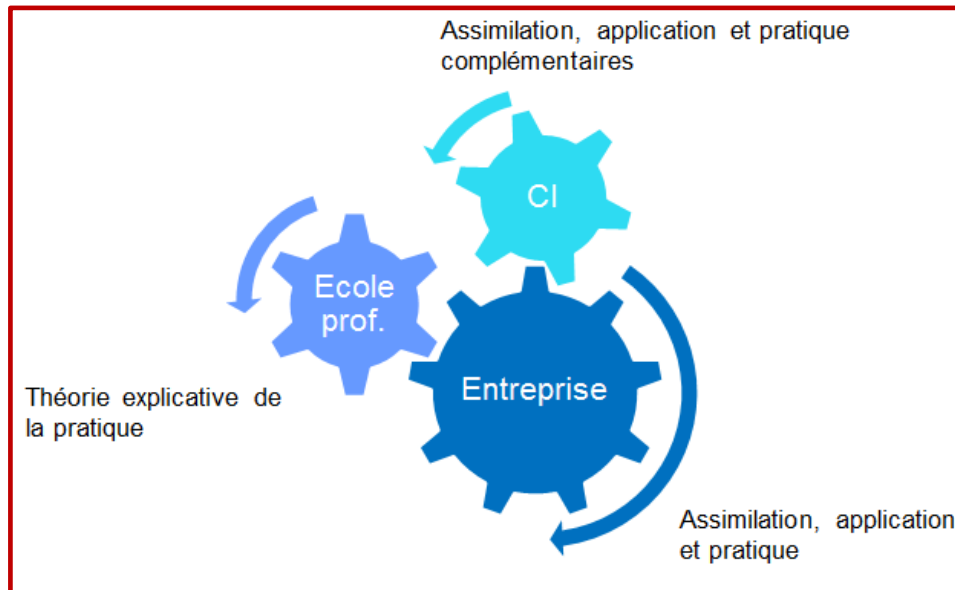 Assimilation, application et pratique
complémentaires
CI
Ecole
prof.
Entreprise
Théorie explicative de
la pratique
Assimilation, application
et pratique